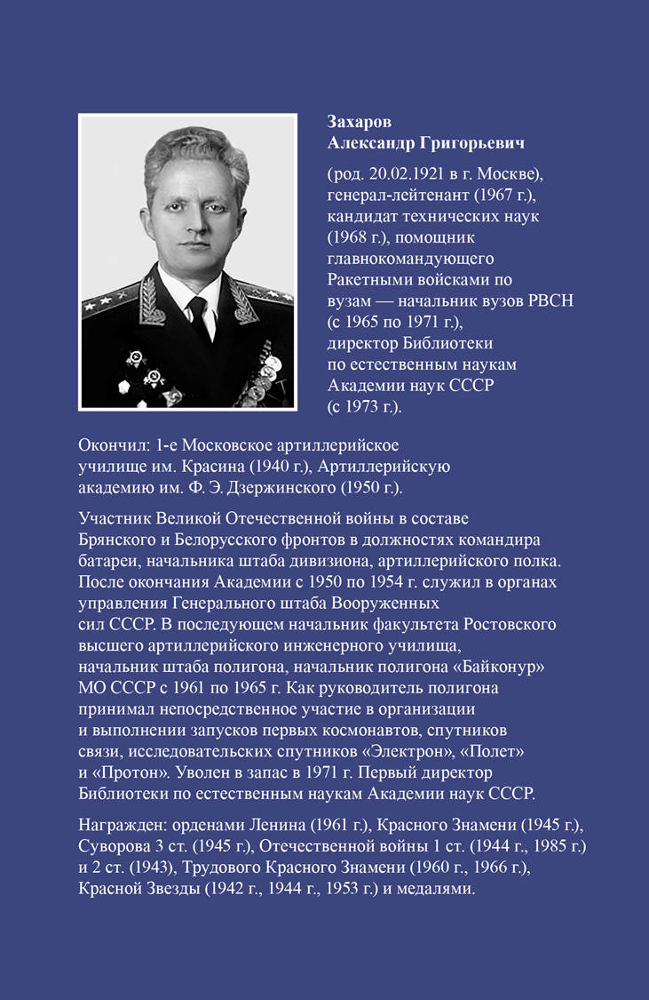 Захаров
Александр Григорьевич
(род. 20.02.1921 в г. Москве),
генерал-лейтенант (1967 г.),
кандидат технических наук
(1968 г.), помощник
главнокомандующего
Ракетными войсками по
вузам — начальник вузов РВСН
(с 1965 по 1971 г.),
директор Библиотеки
по естественным наукам
Академии наук СССР
(с 1973 г.).
Окончил: 1-е Московское артиллерийское
училище им. Красина (1940 г.), Артиллерийскую
академию им. Ф. Э. Дзержинского (1950 г.).
Участник Великой Отечественной войны в составе
Брянского и Белорусского фронтов в должностях командира
батареи, начальника штаба дивизиона, артиллерийского полка.
После окончания Академии с 1950 по 1954 г. служил в органах
управления Генерального штаба Вооруженных
сил СССР. В последующем начальник факультета Ростовского
высшего артиллерийского инженерного училища,
начальник штаба полигона, начальник полигона «Байконур»
МО СССР с 1961 по 1965 г. Как руководитель полигона
принимал непосредственное участие в организации
и выполнении запусков первых космонавтов, спутников
связи, исследовательских спутников «Электрон», «Полет»
и «Протон». Уволен в запас в 1971 г. Первый директор
Библиотеки по естественным наукам Академии наук СССР.
Награжден: орденами Ленина (1961 г.), Красного Знамени (1945 г.),
Суворова 3 ст. (1945 г.), Отечественной войны 1 ст. (1944 г., 1985 г.)
и 2 ст. (1943), Трудового Красного Знамени (1960 г., 1966 г.),
Красной Звезды (1942 г., 1944 г., 1953 г.) и медалями.